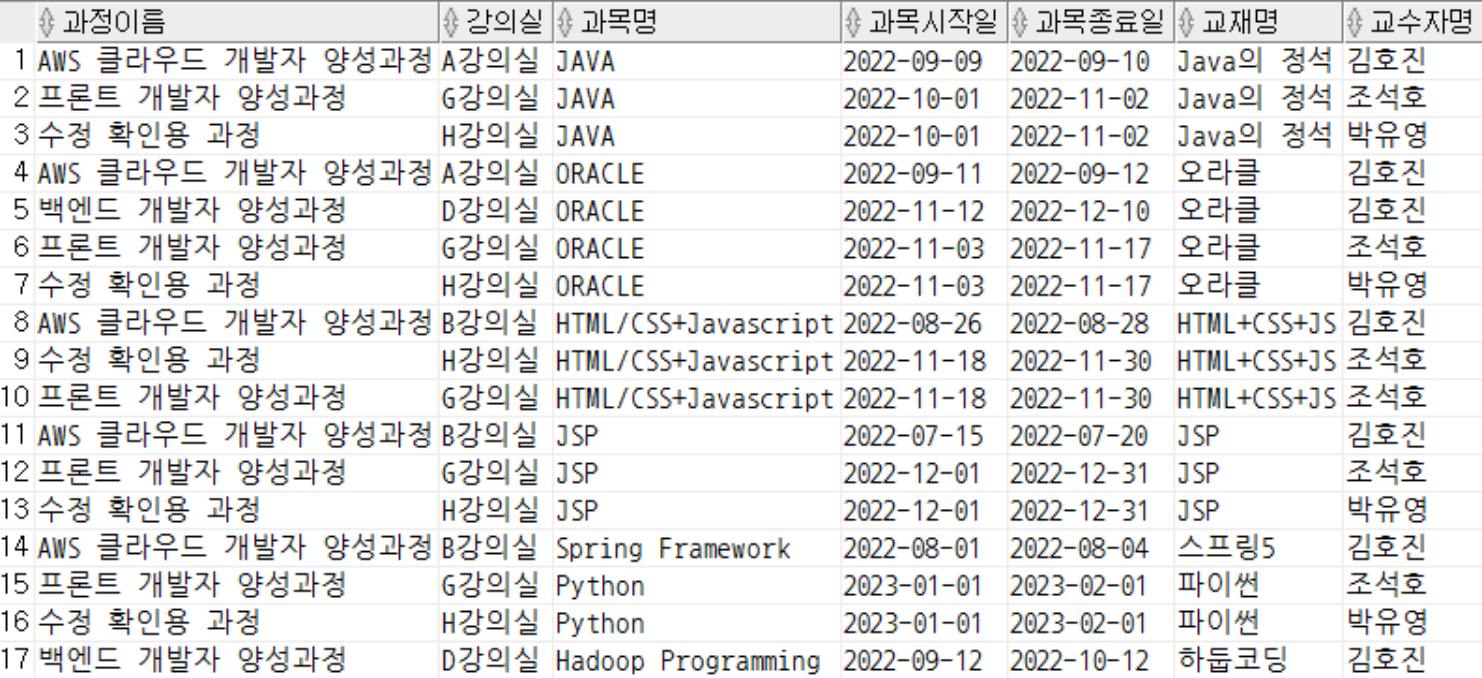 과정이름 강의실 과목명 과목시작일 과목종료일 교재명 교수자명
1 AWS 클라우드 개발자 양성과정 A강의실 JAVA 2022-09-09 2022-09-10 Java의 정석 김호진
2 프론트 개발자 양성과정 G강의실 JAVA 2022-10-01 2022-11-02 Java의 정석 조석호
3 수정 확인용 과정 H강의실 JAVA 2022-10-01 2022-11-02 Java의 정석 박유영
4 AWS 클라우드 개발자 양성과정 A강의실 ORACLE 2022-09-11 2022-09-12 오라클 김호진
5 백엔드 개발자 양성과정 D강의실 ORACLE 2022-11-12 2022-12-10 오라클 김호진
6 프론트 개발자 양성과정 G강의실 ORACLE 2022-11-03 2022-11-17 오라클 조석호
7 수정 확인용 과정 H강의실 ORACLE 2022-11-03 2022-11-17 오라클 박유영
8 AWS 클라우드 개발자 양성과정 B강의실 HTML/CSS+Javascript 2022-08-26 2022-08-28 HTML+CSS+JS 김호진
9 수정 확인용 과정 H강의실 HTML/CSS+Javascript 2022-11-18 2022-11-30 HTML+CSS+JS 조석호
10 프론트 개발자 양성과정 G강의실 HTML/CSS+Javascript 2022-11-18 2022-11-30 HTML+CSS+JS 조석호
11 AWS 클라우드 개발자 양성과정 B강의실 JSP 2022-07-15 2022-07-20 JSP 김호진
12 프론트 개발자 양성과정 G강의실 JSP 2022-12-01 2022-12-31 JSP 조석호
13 수정 확인용 과정 H강의실 JSP 2022-12-01 2022-12-31 JSP 박유영
14 AWS 클라우드 개발자 양성과정 B강의실 Spring Framework 2022-08-01 2022-08-04 스프링5 김호진
15 프론트 개발자 양성과정 G강의실 Python 2023-01-01 2023-02-01 파이썬 조석호
16 수정 확인용 과정 H강의실 Python 2023-01-01 2023-02-01 파이썬 박유영
17 백엔드 개발자 양성과정 D강의실 Hadoop Programming 2022-09-12 2022-10-12 하둡코딩 김호진